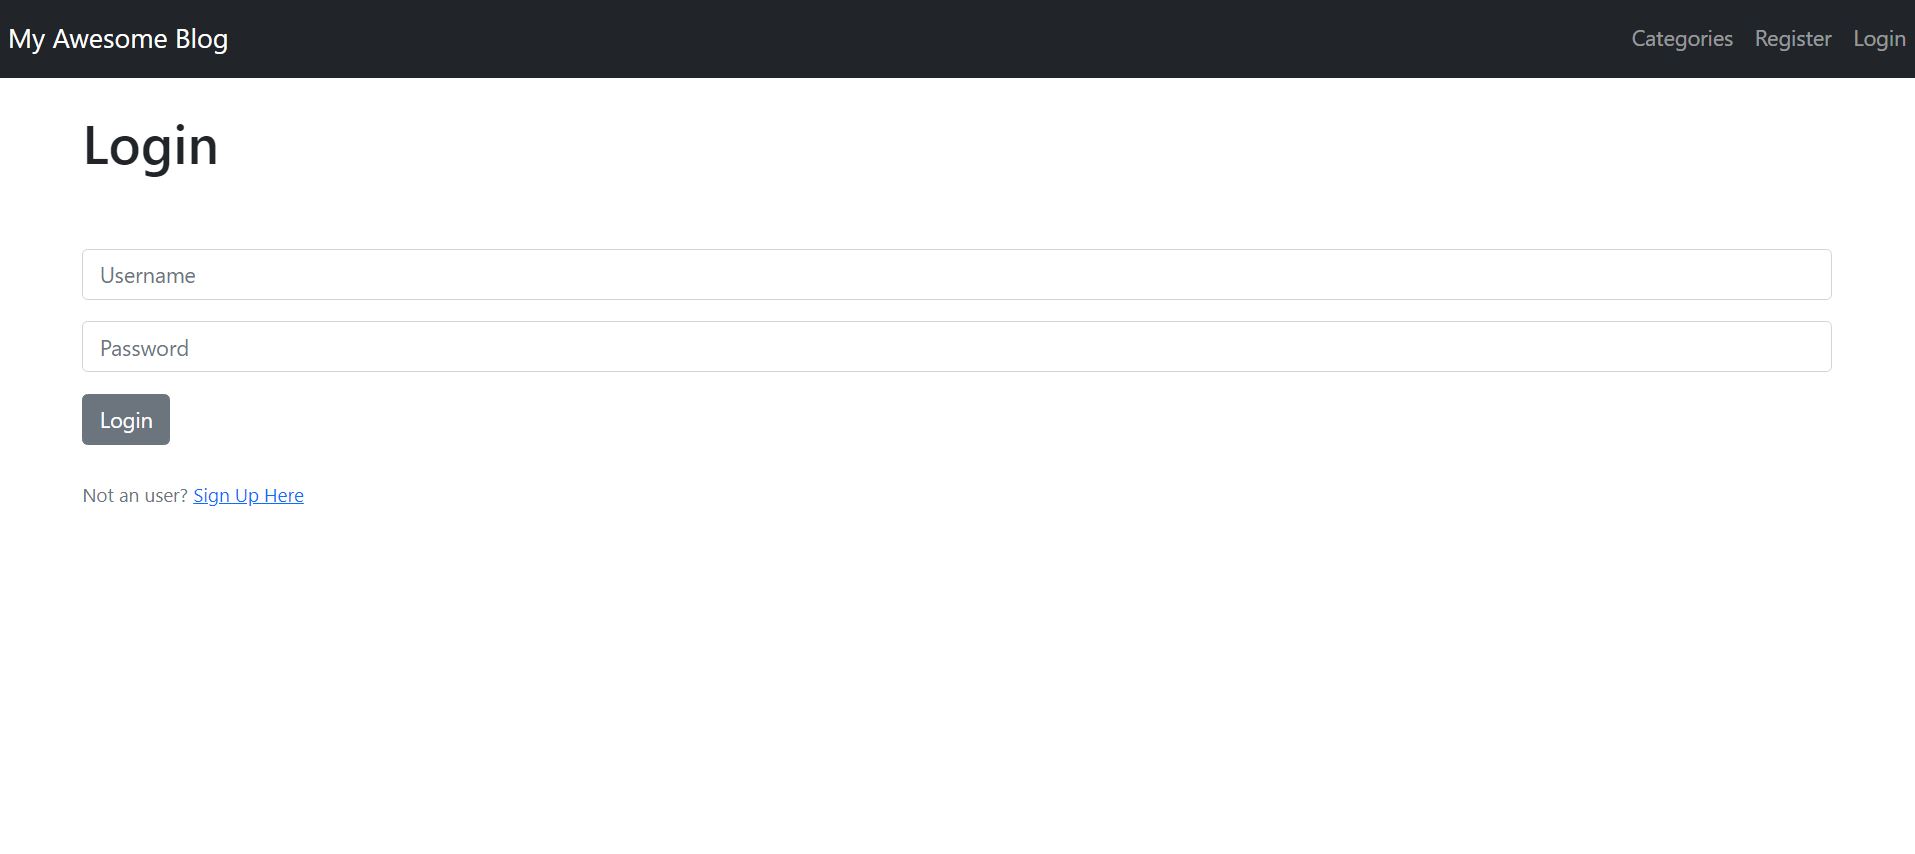 My Awesome Blog Categories Register Login
Login
Username
Password
Login
Not an user? Sign Up Here